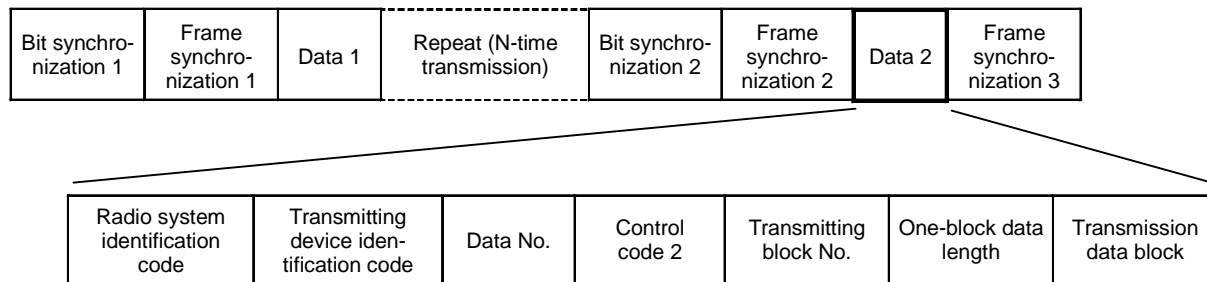 Bit synchro-
nization 1
Frame
synchro-
nization 1
Data 1
Repeat (N-time
transmission)
Bit synchro-
nization 2
Frame
synchro-
nization 2
Data 2
Frame
synchro-
nization 3
Radio system
identification
code
Transmitting
device iden-
tification code
Data No.
Control
code 2
Transmitting
block No.
One-block data
length
Transmission
data block